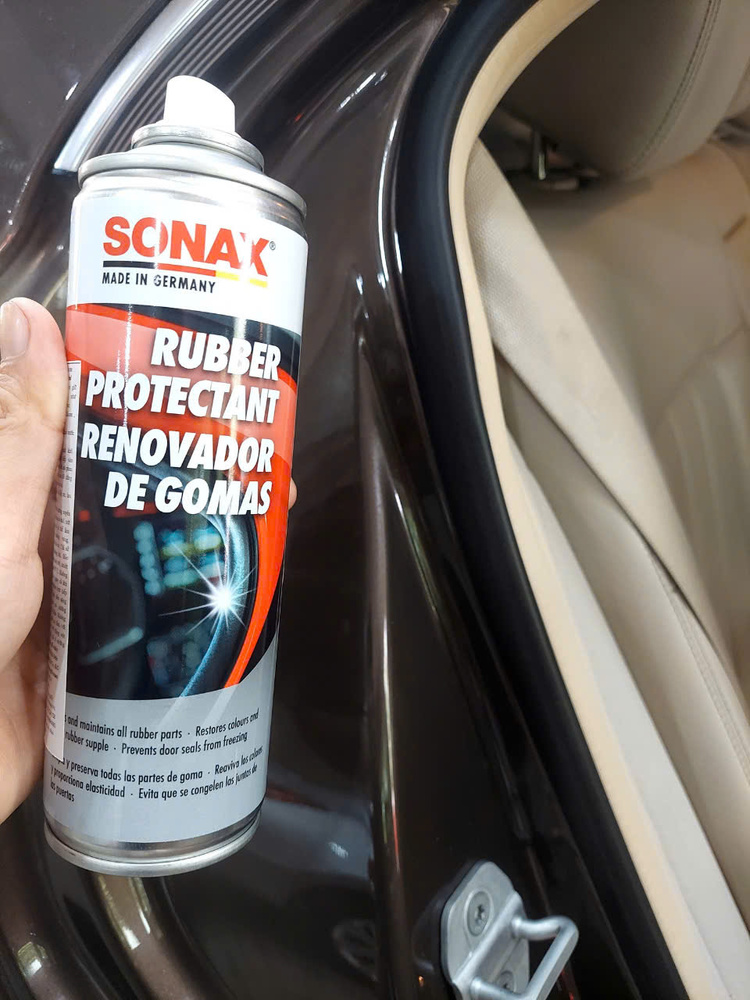 SONAX®
MADE IN GERMANY
RUBBER
PROTECTANT
RENOVADOR
DE GOMAS
and maintains all rubber parts · Restores colours and
rubber supple · Prevents door seals from freezing
y preserva todas las partes de goma · Reaviva los colores
y proporciona elasticidad · Evita que se congelen las juntas de
puertas